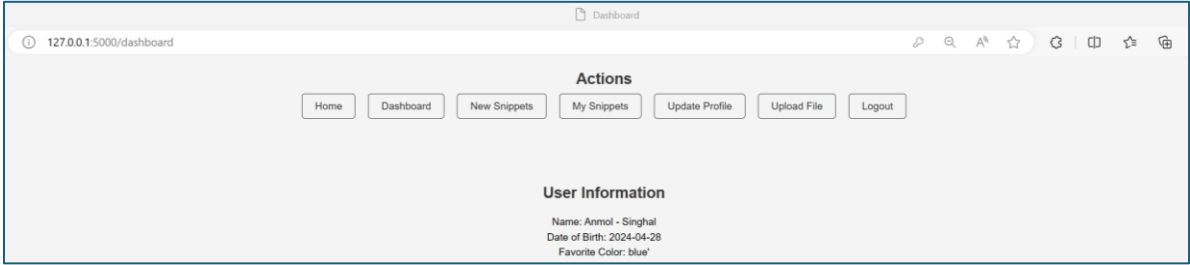 Dashboard
127.0.0.1:5000/dashboard
Actions
Home Dashboard New Snippets My Snippets Update Profile Upload File Logout
User Information
Name: Anmol - Singhal
Date of Birth: 2024-04-28
Favorite Color: blue'